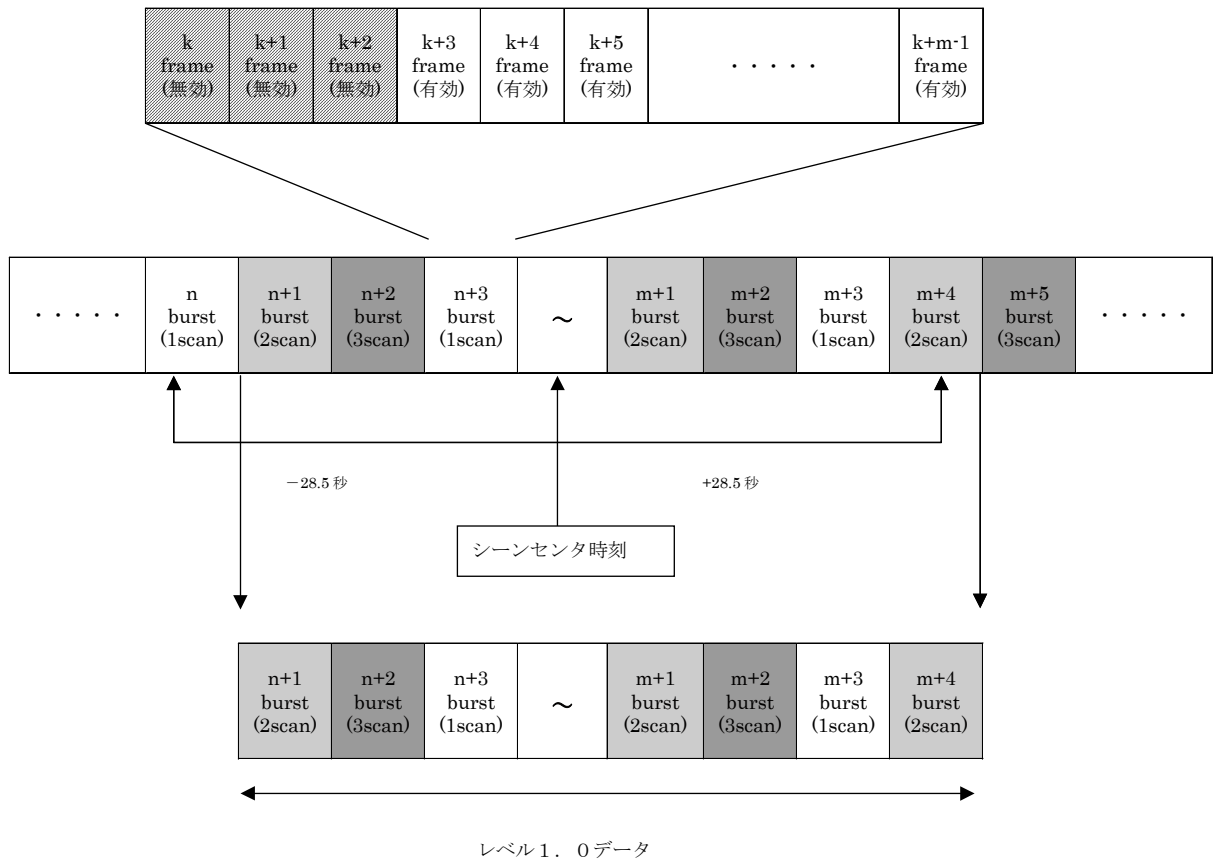 k
frame
(無効)
k+1
frame
(無効)
k+2
frame
(無効)
k+3
frame
(有効)
k+4
frame
(有効)
k+5
frame
(有効)
・・・・・
k+m-1
frame
(有効)
・・・・・
n
burst
(1scan)
n+1
burst
(2scan)
n+2
burst
(3scan)
n+3
burst
(1scan)
～
m+1
burst
(2scan)
m+2
burst
(3scan)
m+3
burst
(1scan)
m+4
burst
(2scan)
m+5
burst
(3scan)
・・・・・
－28.5 秒
+28.5 秒
シーンセンタ時刻
n+1
burst
(2scan)
n+2
burst
(3scan)
n+3
burst
(1scan)
～
m+1
burst
(2scan)
m+2
burst
(3scan)
m+3
burst
(1scan)
m+4
burst
(2scan)
レベル１．０データ